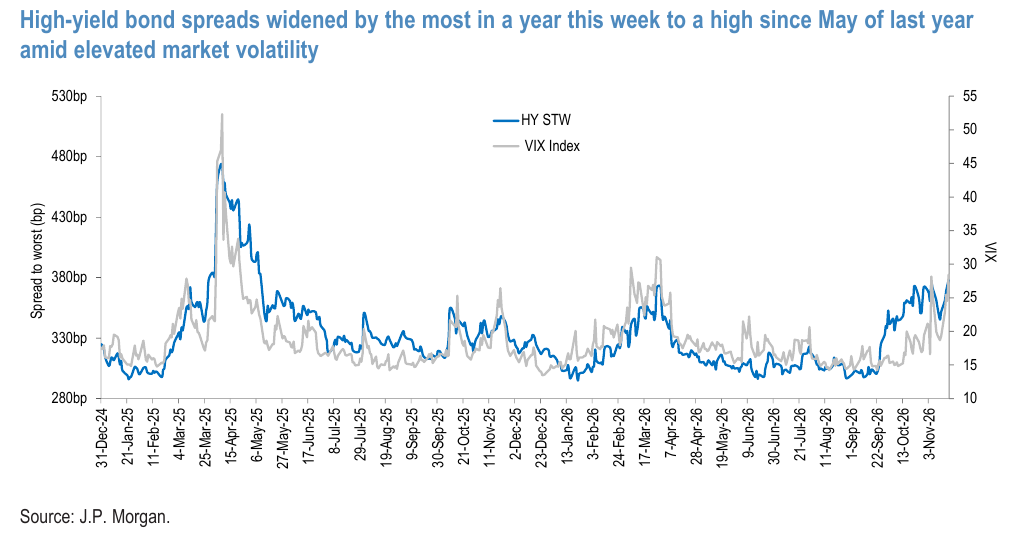 High-yield bond spreads widened by the most in a year this week to a high since May of last year
amid elevated market volatility
530bp
480bp
430bp
380bp
330bp
280bp
Spread to worst (bp)
HY STW
VIX Index
55
50
45
40
35
30
25
20
15
10
VIX
31-Dec-24
21-Jan-25
11-Feb-25
4-Mar-25
25-Mar-25
15-Apr-25
6-May-25
27-May-25
17-Jun-25
8-Jul-25
29-Jul-25
19-Aug-25
9-Sep-25
30-Sep-25
21-Oct-25
11-Nov-25
2-Dec-25
23-Dec-25
13-Jan-26
3-Feb-26
24-Feb-26
17-Mar-26
7-Apr-26
28-Apr-26
19-May-26
9-Jun-26
30-Jun-26
21-Jul-26
11-Aug-26
1-Sep-26
22-Sep-26
13-Oct-26
3-Nov-26
Source: J.P. Morgan.